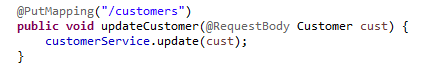 @PutMapping("/customers")
public void updateCustomer(@RequestBody Customer cust) {
    customerService.update(cust);
}